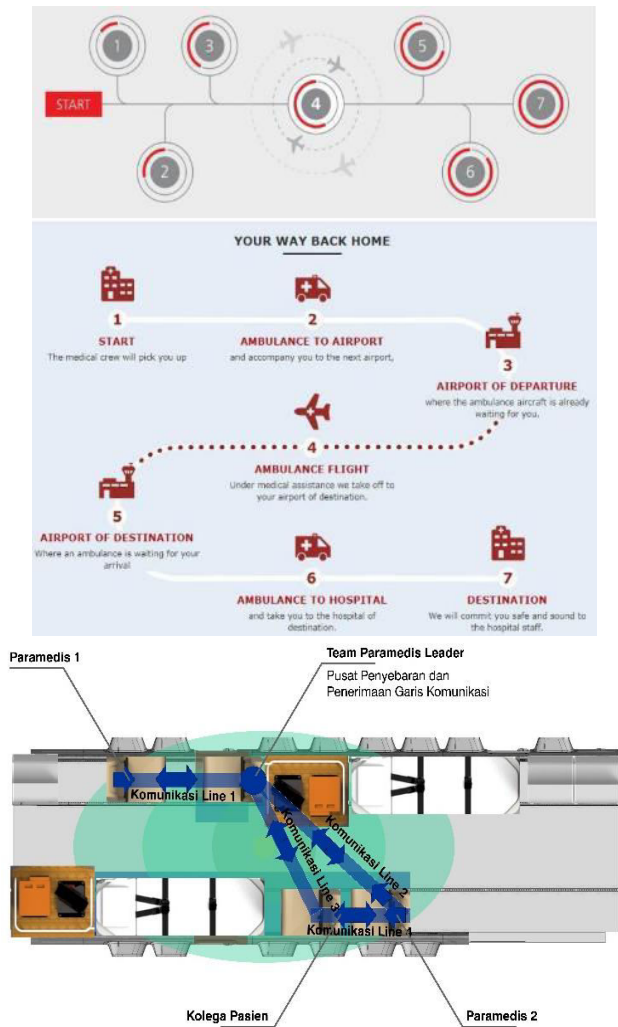 1
3
5
START
4
7
2
6
YOUR WAY BACK HOME
1
START
The medical crew will pick you up
2
AMBULANCE TO AIRPORT
and accompany you to the next airport,
3
AIRPORT OF DEPARTURE
where the ambulance aircraft is already
waiting for you.
4
AMBULANCE FLIGHT
Under medical assistance we take off to
your airport of destination.
5
AIRPORT OF DESTINATION
Where an ambulance is waiting for your
arrival
6
AMBULANCE TO HOSPITAL
and take you to the hospital of
destination.
7
DESTINATION
We will commit you safe and sound to
the hospital staff.
Paramedis 1
Team Paramedis Leader
Pusat Penyebaran dan
Penerimaan Garis Komunikasi
Komunikasi Line 1
Komunikasi Line 2
Komunikasi Line 3
Komunikasi Line 4
Kolega Pasien
Paramedis 2